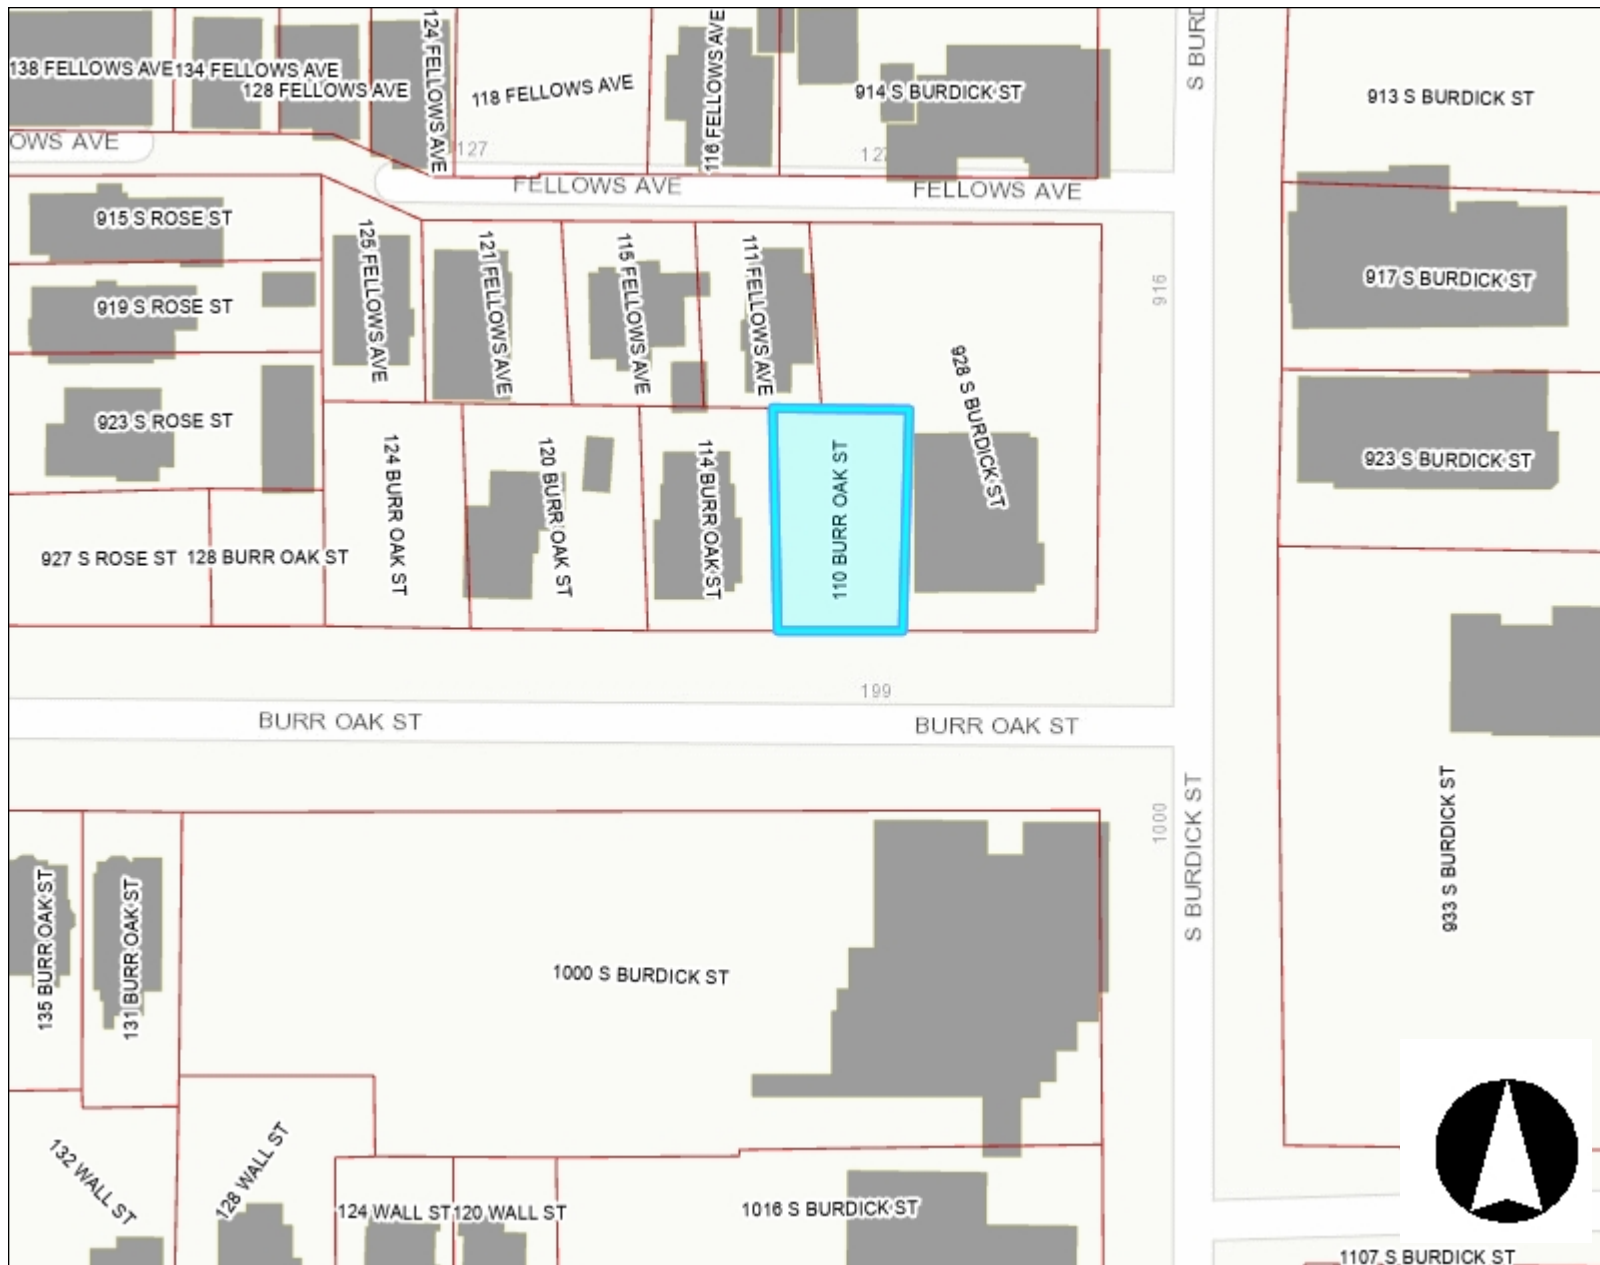 138 FELLOWS AVE
134 FELLOWS AVE
128 FELLOWS AVE
124 FELLOWS AVE
118 FELLOWS AVE
116 FELLOWS AVE
914 S BURDICK ST
S BURD
913 S BURDICK ST
OWS AVE
127
127
FELLOWS AVE
FELLOWS AVE
915 S ROSE ST
125 FELLOWS AVE
121 FELLOWS AVE
115 FELLOWS AVE
111 FELLOWS AVE
916
917 S BURDICK ST
919 S ROSE ST
928 S BURDICK ST
923 S ROSE ST
124 BURR OAK ST
120 BURR OAK ST
114 BURR OAK ST
110 BURR OAK ST
923 S BURDICK ST
927 S ROSE ST
128 BURR OAK ST
199
BURR OAK ST
BURR OAK ST
1000
S BURDICK ST
933 S BURDICK ST
135 BURR OAK ST
131 BURR OAK ST
1000 S BURDICK ST
132 WALL ST
128 WALL ST
124 WALL ST
120 WALL ST
1016 S BURDICK ST
1107 S BURDICK ST